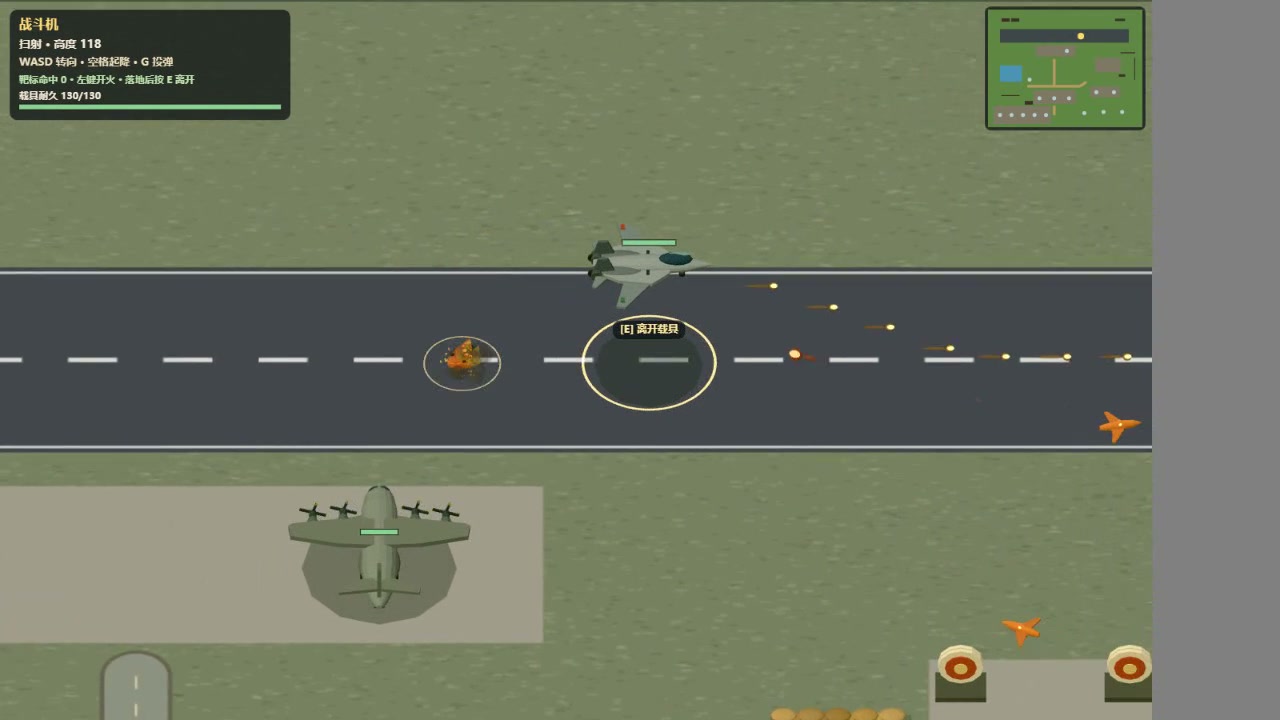 战斗机
扫射 • 高度 118
WASD 转向 • 空格起降 • G 投弹
靶标命中 0 • 左键开火 • 落地后按 E 离开
载具耐久 130/130
[E] 离开载具